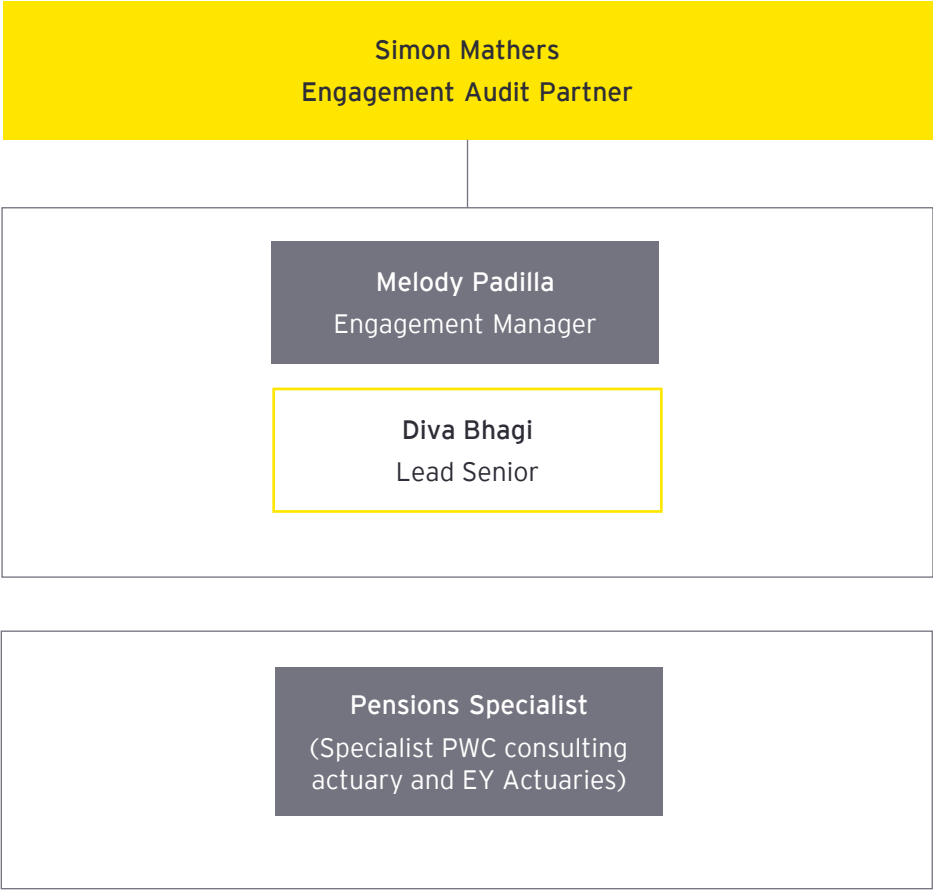 Simon Mathers
Engagement Audit Partner
Melody Padilla
Engagement Manager
Diva Bhagi
Lead Senior
Pensions Specialist
(Specialist PWC consulting
actuary and EY Actuaries)